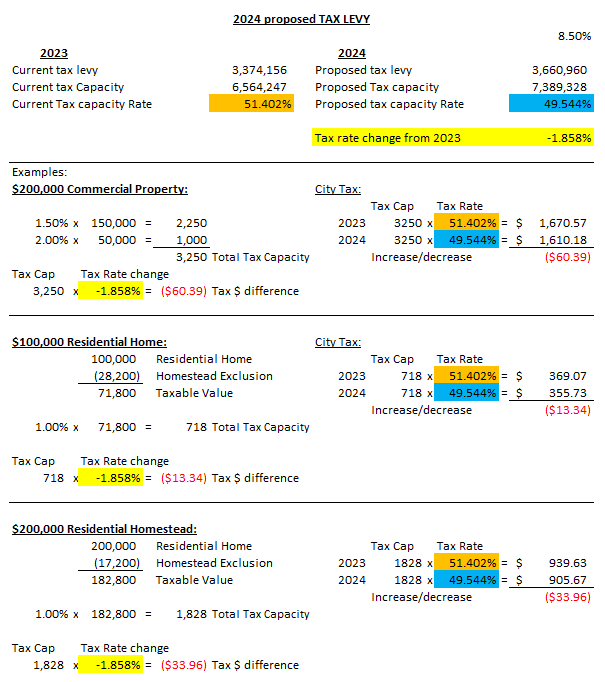 2024 proposed TAX LEVY
8.50%
2023 2024
Current tax levy 3,374,156 Proposed tax levy 3,660,960
Current tax Capacity 6,564,247 Proposed Tax capacity 7,389,328
Current Tax capacity Rate 51.402% Proposed tax capacity Rate 49.544%
Tax rate change from 2023 -1.858%
Examples:
$200,000 Commercial Property: City Tax:
Tax Cap Tax Rate
1.50% x 150,000 = 2,250 2023 3250 x 51.402% = $ 1,670.57
2.00% x 50,000 = 1,000 2024 3250 x 49.544% = $ 1,610.18
3,250 Total Tax Capacity Increase/decrease ($60.39)
Tax Cap Tax Rate change
3,250 x -1.858% = ($60.39) Tax $ difference
$100,000 Residential Home: City Tax:
100,000 Residential Home Tax Cap Tax Rate
(28,200) Homestead Exclusion 2023 718 x 51.402% = $ 369.07
71,800 Taxable Value 2024 718 x 49.544% = $ 355.73
Increase/decrease ($13.34)
1.00% x 71,800 = 718 Total Tax Capacity
Tax Cap Tax Rate change
718 x -1.858% = ($13.34) Tax $ difference
$200,000 Residential Homestead:
200,000 Residential Home Tax Cap Tax Rate
(17,200) Homestead Exclusion 2023 1828 x 51.402% = $ 939.63
182,800 Taxable Value 2024 1828 x 49.544% = $ 905.67
Increase/decrease ($33.96)
1.00% x 182,800 = 1,828 Total Tax Capacity
Tax Cap Tax Rate change
1,828 x -1.858% = ($33.96) Tax $ difference